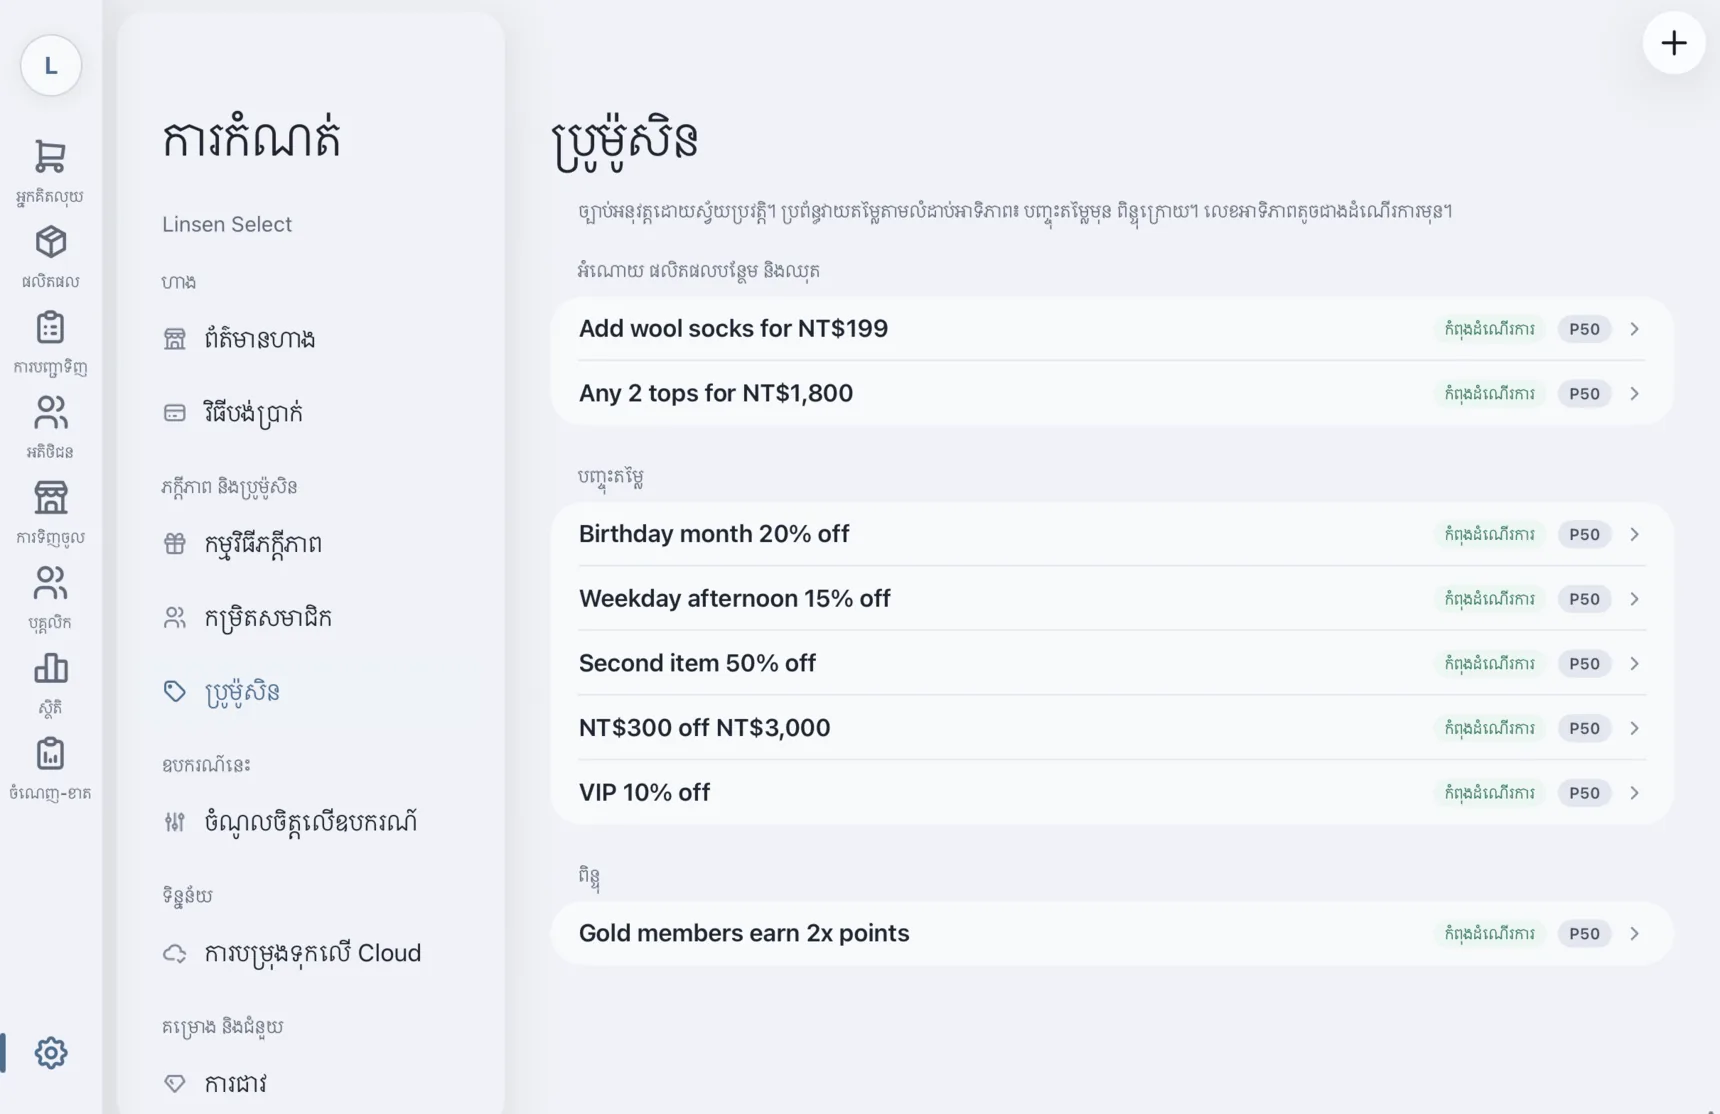 L
អ្នកគិតលុយ
ផលិតផល
ការបញ្ជាទិញ
អតិថិជន
ការទិញចូល
បុគ្គលិក
ស្ថិតិ
ចំណេញ-ខាត
ការកំណត់
Linsen Select
ហាង
ព័ត៌មានហាង
វិធីបង់ប្រាក់
ភក្ដីភាព និងប្រូម៉ូសិន
កម្មវិធីភក្ដីភាព
កម្រិតសមាជិក
ប្រូម៉ូសិន
ឧបករណ៍នេះ
ចំណូលចិត្តលើឧបករណ៍
ទិន្នន័យ
ការបម្រុងទុកលើ Cloud
គម្រោង និងជំនួយ
ការជាវ
ប្រូម៉ូសិន
ច្បាប់អនុវត្តដោយស្វ័យប្រវត្តិ។ ប្រព័ន្ធវាយតម្លៃតាមលំដាប់អាទិភាព៖ បញ្ចុះតម្លៃមុន ពិន្ទុក្រោយ។ លេខអាទិភាពតូចជាងដំណើរការមុន។
អំណោយ ផលិតផលបន្ថែម និងឈុត
Add wool socks for NT$199 កំពុងដំណើរការ P50
Any 2 tops for NT$1,800 កំពុងដំណើរការ P50
បញ្ចុះតម្លៃ
Birthday month 20% off កំពុងដំណើរការ P50
Weekday afternoon 15% off កំពុងដំណើរការ P50
Second item 50% off កំពុងដំណើរការ P50
NT$300 off NT$3,000 កំពុងដំណើរការ P50
VIP 10% off កំពុងដំណើរការ P50
ពិន្ទុ
Gold members earn 2x points កំពុងដំណើរការ P50